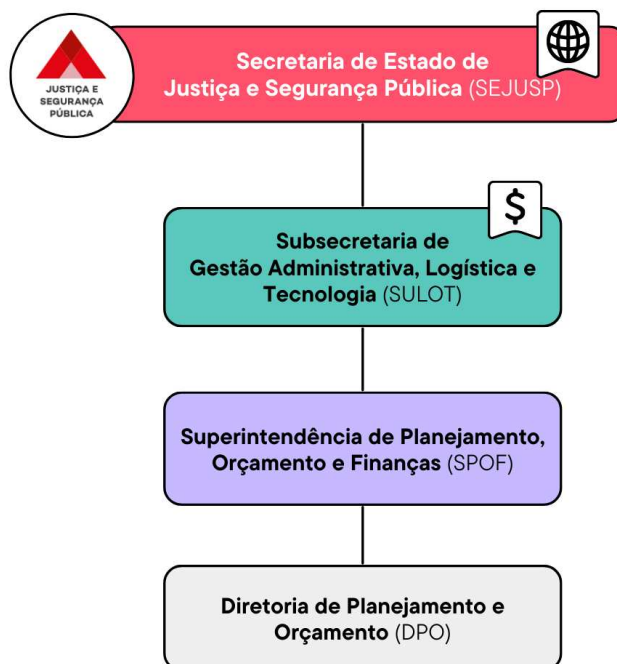 JUSTIÇA E
SEGURANÇA
PÚBLICA
Secretaria de Estado de
Justiça e Segurança Pública (SEJUSP)
$
Subsecretaria de
Gestão Administrativa, Logística e
Tecnologia (SULOT)
Superintendência de Planejamento,
Orçamento e Finanças (SPOF)
Diretoria de Planejamento e
Orçamento (DPO)